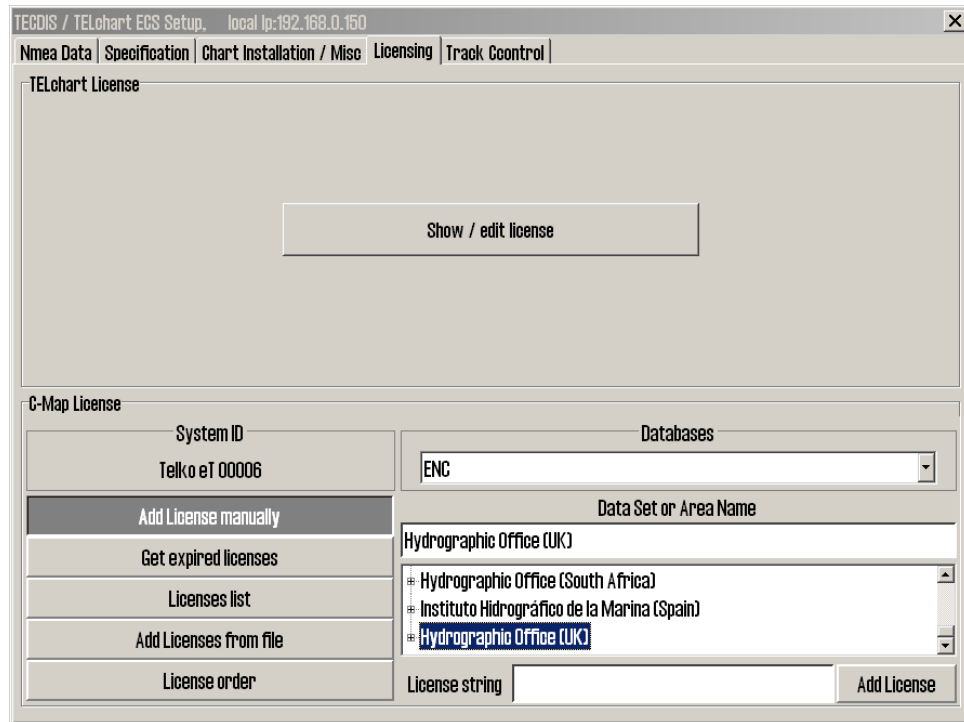 TECDIS / TELchart ECS Setup,   local Ip:192.168.0.150
Nmea Data Specification Chart Installation / Misc Licensing Track Ccontrol
TELchart License
Show / edit license
C-Map License
System ID
Telko eT 00006
Databases
ENC
Add License manually
Get expired licenses
Licenses list
Add Licenses from file
License order
Data Set or Area Name
Hydrographic Office (UK)
Hydrographic Office (South Africa)
Instituto Hidrográfico de la Marina (Spain)
Hydrographic Office (UK)
License string
Add License